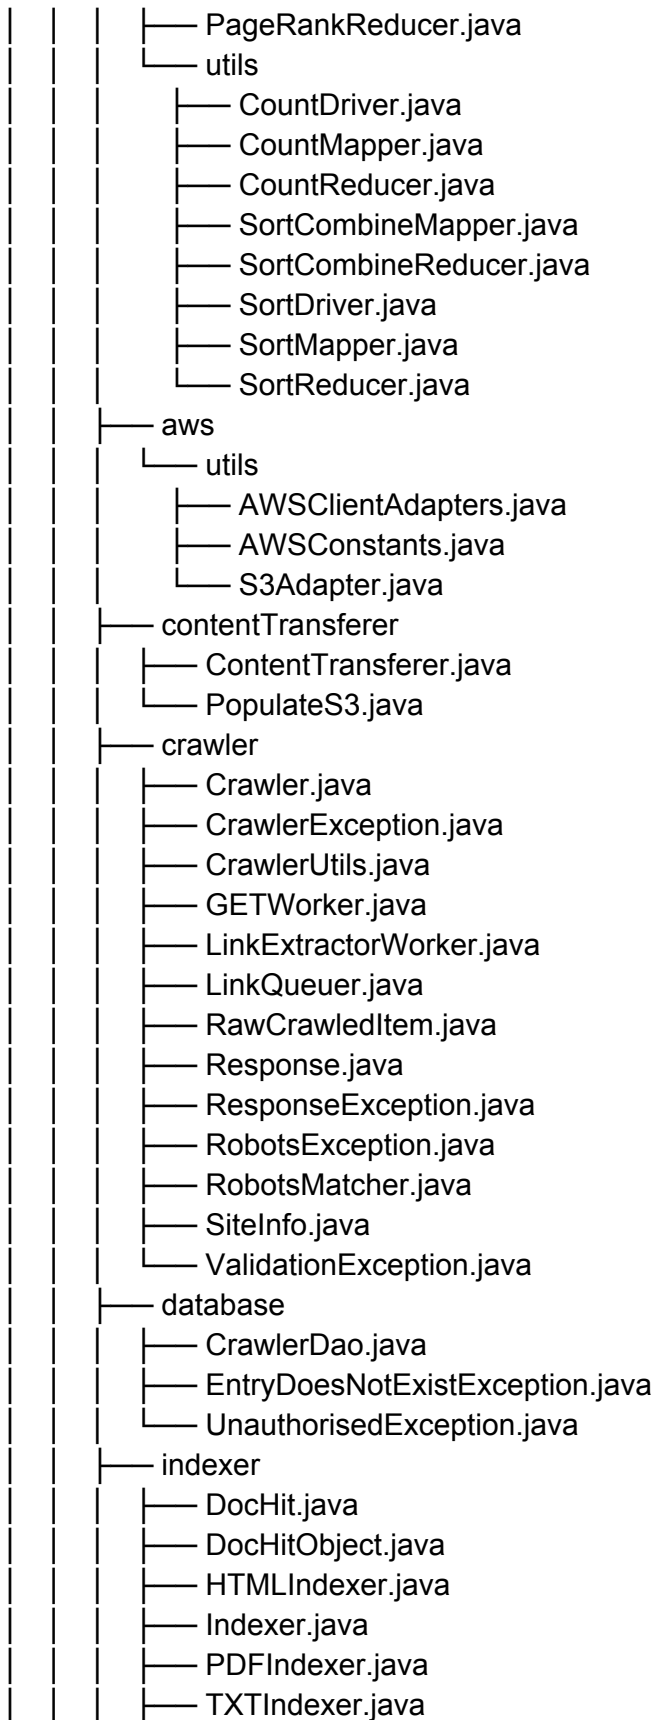 │   │   │   ├── PageRankReducer.java
│   │   │   └── utils
│   │   │       ├── CountDriver.java
│   │   │       ├── CountMapper.java
│   │   │       ├── CountReducer.java
│   │   │       ├── SortCombineMapper.java
│   │   │       ├── SortCombineReducer.java
│   │   │       ├── SortDriver.java
│   │   │       ├── SortMapper.java
│   │   │       └── SortReducer.java
│   │   ├── aws
│   │   │   └── utils
│   │   │       ├── AWSClientAdapters.java
│   │   │       ├── AWSConstants.java
│   │   │       └── S3Adapter.java
│   │   ├── contentTransferer
│   │   │   ├── ContentTransferer.java
│   │   │   └── PopulateS3.java
│   │   ├── crawler
│   │   │   ├── Crawler.java
│   │   │   ├── CrawlerException.java
│   │   │   ├── CrawlerUtils.java
│   │   │   ├── GETWorker.java
│   │   │   ├── LinkExtractorWorker.java
│   │   │   ├── LinkQueuer.java
│   │   │   ├── RawCrawledItem.java
│   │   │   ├── Response.java
│   │   │   ├── ResponseException.java
│   │   │   ├── RobotsException.java
│   │   │   ├── RobotsMatcher.java
│   │   │   ├── SiteInfo.java
│   │   │   └── ValidationException.java
│   │   ├── database
│   │   │   ├── CrawlerDao.java
│   │   │   ├── EntryDoesNotExistException.java
│   │   │   └── UnauthorisedException.java
│   │   ├── indexer
│   │   │   ├── DocHit.java
│   │   │   ├── DocHitObject.java
│   │   │   ├── HTMLIndexer.java
│   │   │   ├── Indexer.java
│   │   │   ├── PDFIndexer.java
│   │   │   ├── TXTIndexer.java